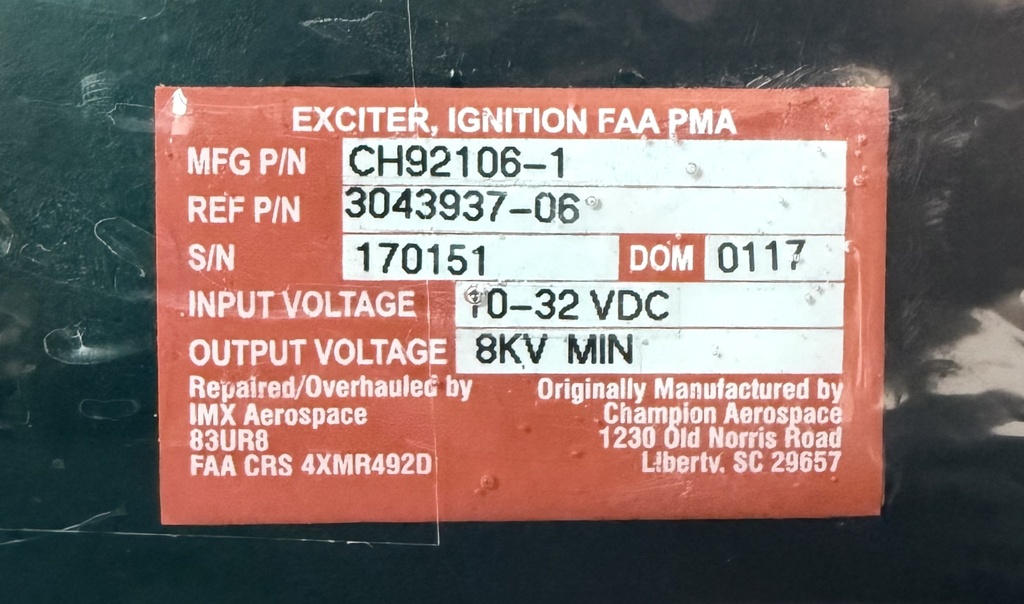 EXCITER, IGNITION FAA PMA
MFG P/N CH92106-1
REF P/N 3043937-06
S/N 170151 DOM 0117
INPUT VOLTAGE 10-32 VDC
OUTPUT VOLTAGE 8KV MIN
Repaired/Overhauled by
IMX Aerospace
83UR8
FAA CRS 4XMR492D
Originally Manufactured by
Champion Aerospace
1230 Old Norris Road
Liberty, SC 29657